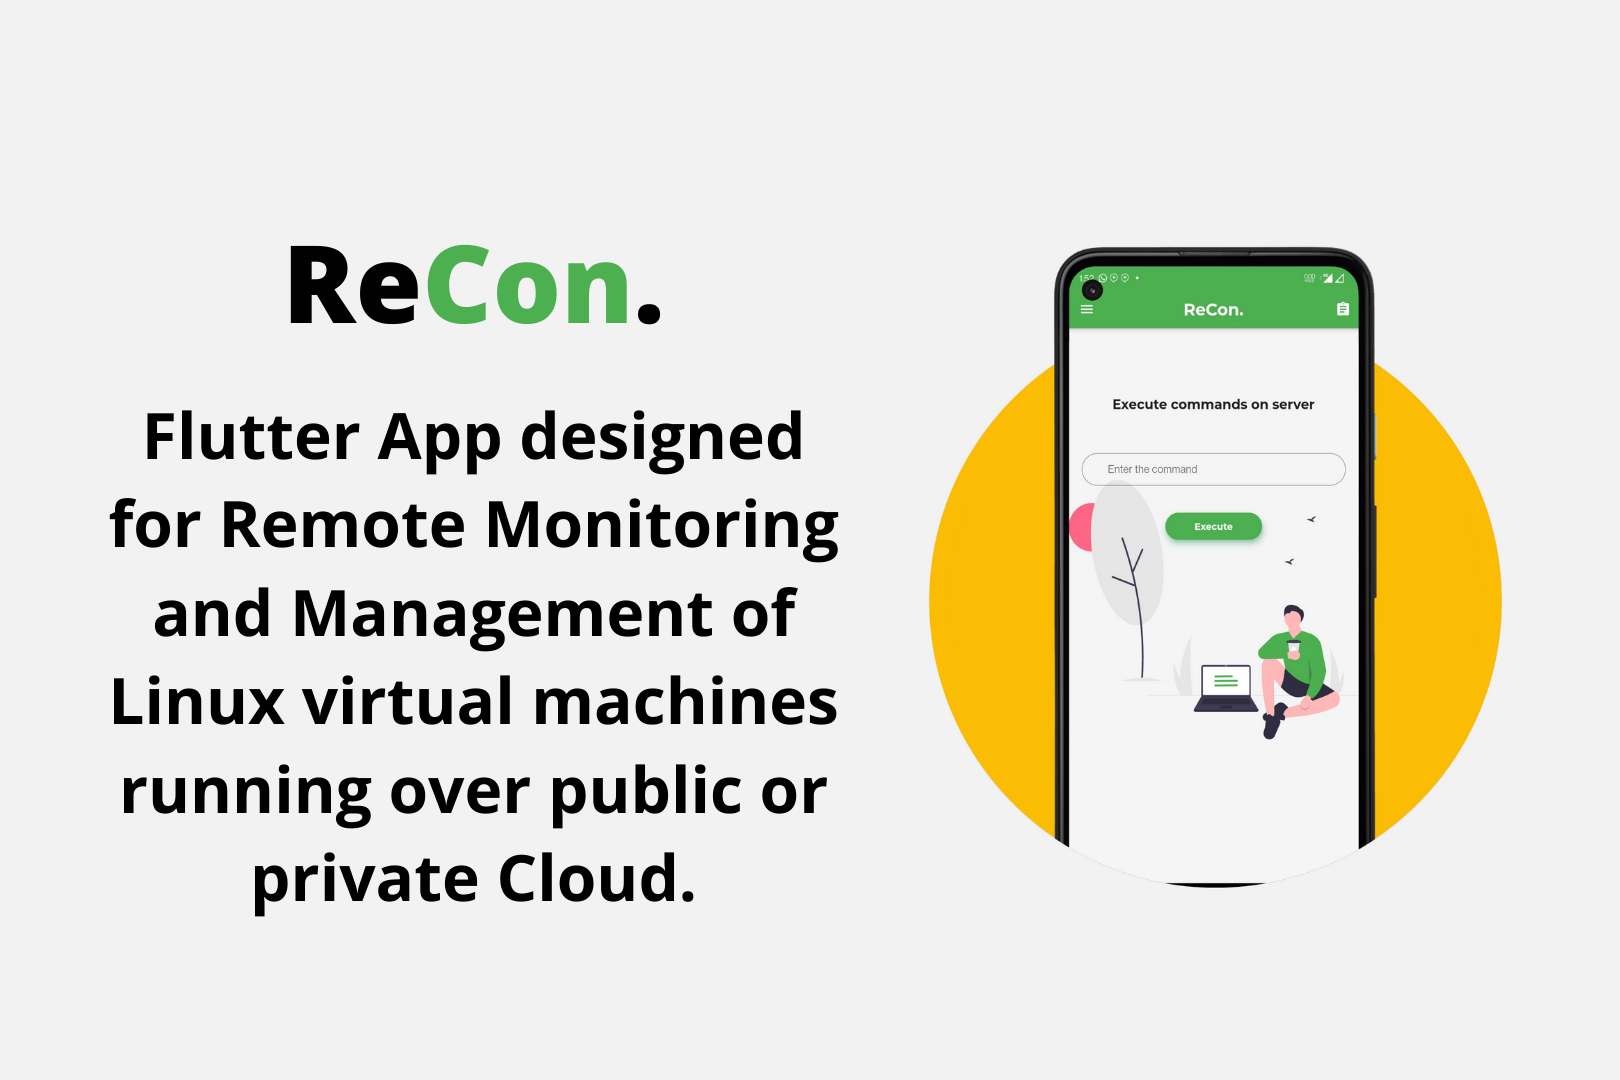 ReCon.
Flutter App designed
for Remote Monitoring
and Management of
Linux virtual machines
running over public or
private Cloud.
ReCon.
Execute commands on server
Enter the command
Execute